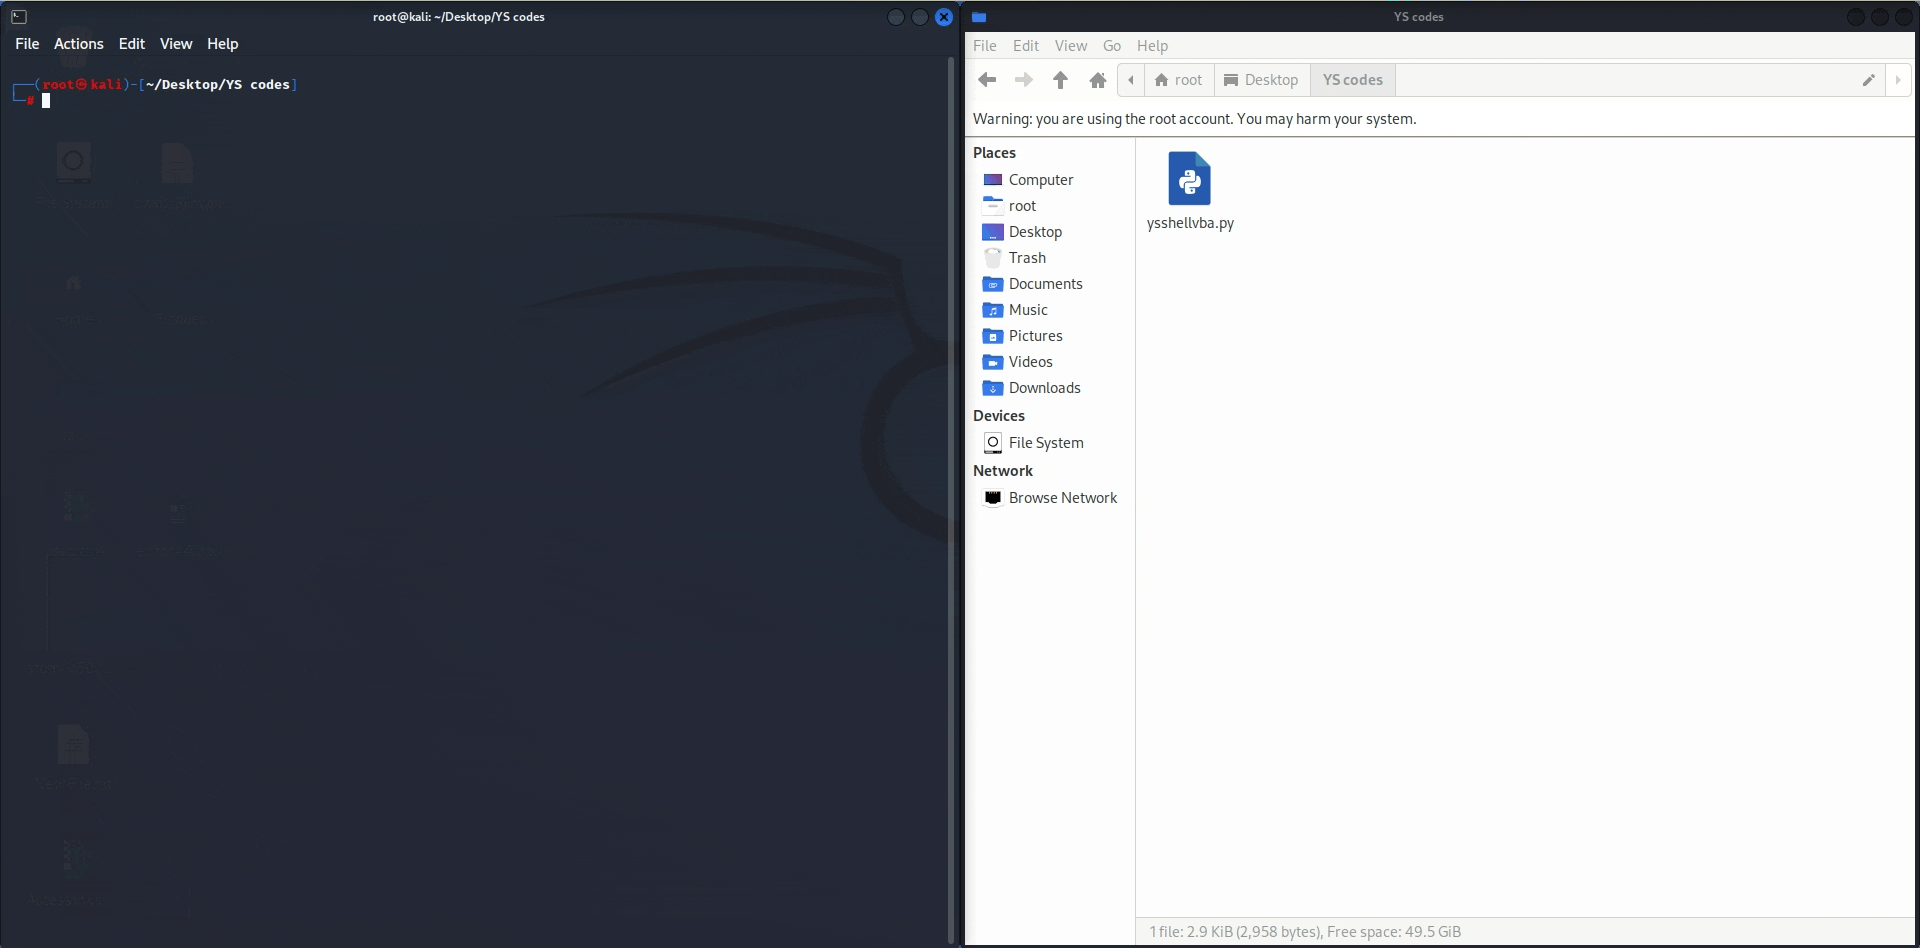 root@kali: ~/Desktop/YS codes
File Actions Edit View Help
┌──(root㉿kali)-[~/Desktop/YS codes]
└─#
YS codes
File Edit View Go Help
root Desktop YS codes
Warning: you are using the root account. You may harm your system.
Places
Computer
root
Desktop
Trash
Documents
Music
Pictures
Videos
Downloads
Devices
File System
Network
Browse Network
ysshellvba.py
1 file: 2.9 KiB (2,958 bytes), Free space: 49.5 GiB